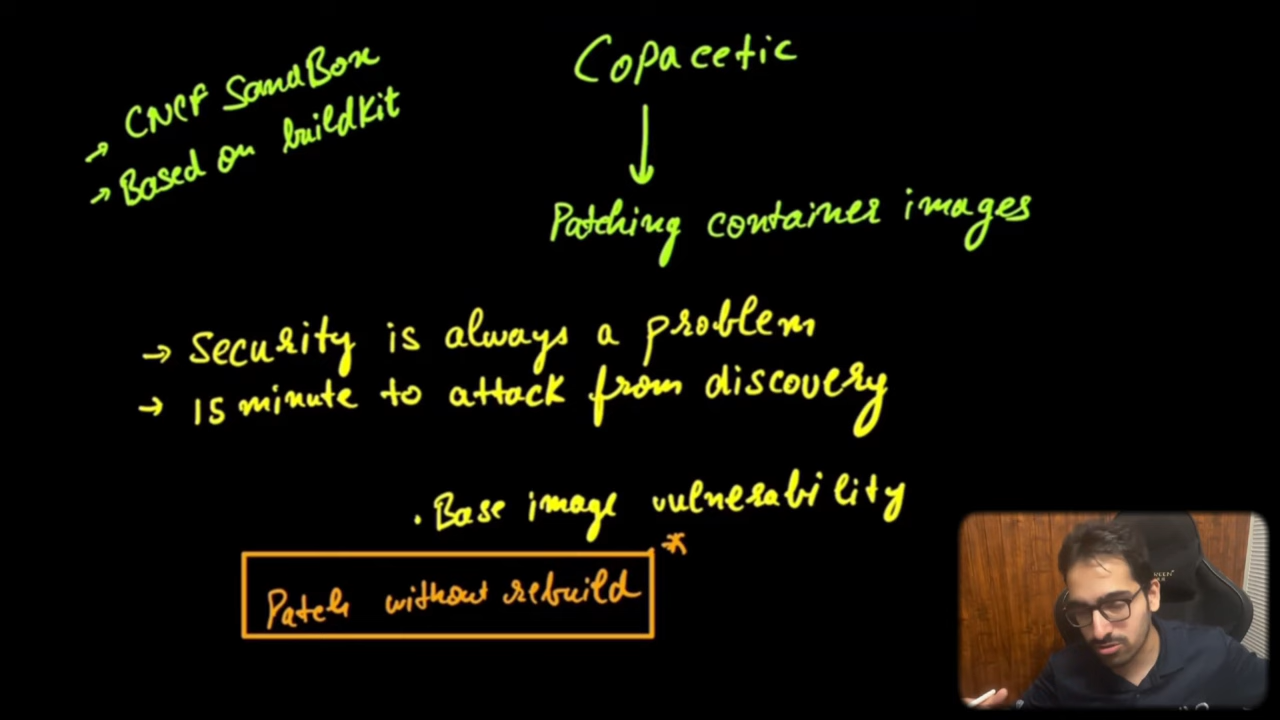 Copacetic
→ CNCF SandBox
→ Based on buildKit
Patching container images
→ Security is always a problem
→ 15 minute to attack from discovery
. Base image vulnerability
Patch without rebuild *